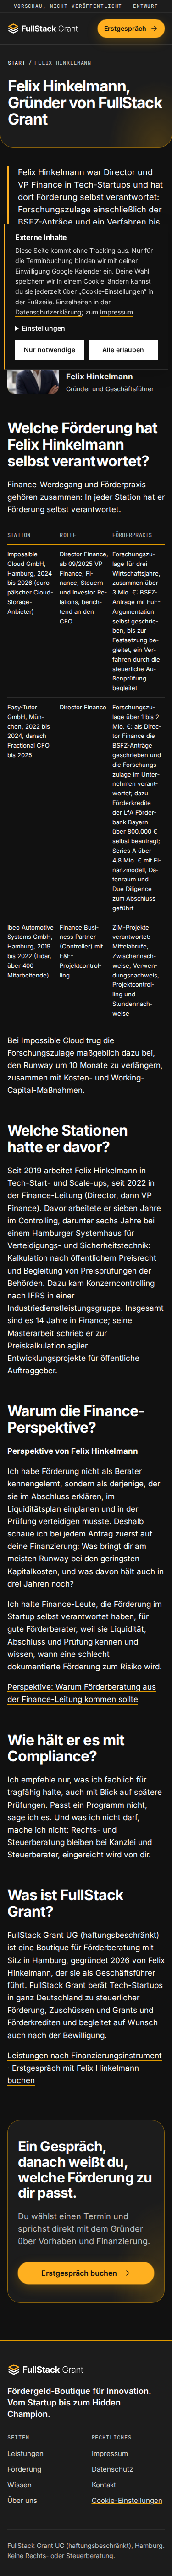 VORSCHAU, NICHT VERÖFFENTLICHT · ENTWURF
FullStack Grant
Erstgespräch →
START / FELIX HINKELMANN
Felix Hinkelmann,
Gründer von FullStack
Grant
Felix Hinkelmann war Director und
VP Finance in Tech-Startups und hat
dort Förderung selbst verantwortet:
Forschungszulage einschließlich der
BSFZ-Anträge und ein Verfahren bis
Externe Inhalte
Diese Seite kommt ohne Analyse-Tracking aus. Für
die Terminbuchung binden wir mit deiner
Einwilligung Google Kalender ein. Deine Wahl
speichern wir in einem Cookie, ändern kannst
du sie jederzeit über „Cookie-Einstellungen“ in
der Fußzeile. Einzelheiten in der
Datenschutzerklärung; zum Impressum.
Einstellungen
Nur notwendige
Alle erlauben
Felix Hinkelmann
Gründer und Geschäftsführer
Welche Förderung hat
Felix Hinkelmann
selbst verantwortet?
Finance-Werdegang und Förderpraxis
gehören zusammen: In jeder Station hat er
Förderung selbst verantwortet.
STATION
ROLLE
FÖRDERPRAXIS
Impossible
Cloud GmbH,
Hamburg, 2024
bis 2026 (euro-
päischer Cloud-
Storage-
Anbieter)
Director Finance,
ab 09/2025 VP
Finance; Fi-
nance, Steuern
und Investor Re-
lations, berich-
tend an den
CEO
Forschungszu-
lage für drei
Wirtschaftsjahre,
zusammen über
3 Mio. €: BSFZ-
Anträge mit FuE-
Argumentation
selbst geschrie-
ben, bis zur
Festsetzung be-
gleitet, ein Ver-
fahren durch die
steuerliche Au-
ßenprüfung
begleitet
Easy-Tutor
GmbH, Mün-
chen, 2022 bis
2024, danach
Fractional CFO
bis 2025
Director Finance
Forschungszu-
lage über 1 bis 2
Mio. €: als Direc-
tor Finance die
BSFZ-Anträge
geschrieben und
die Forschungs-
zulage im Unter-
nehmen verant-
wortet; dazu
Förderkredite
der LfA Förder-
bank Bayern
über 800.000 €
selbst beantragt;
Series A über
4,8 Mio. € mit Fi-
nanzmodell, Da-
tenraum und
Due Diligence
zum Abschluss
geführt
Ibeo Automotive
Systems GmbH,
Hamburg, 2019
bis 2022 (Lidar,
über 400
Mitarbeitende)
Finance Busi-
ness Partner
(Controller) mit
F&E-
Projektcontrol-
ling
ZIM-Projekte
verantwortet:
Mittelabrufe,
Zwischennach-
weise, Verwen-
dungsnachweis,
Projektcontrol-
ling und
Stundennach-
weise
Bei Impossible Cloud trug die
Forschungszulage maßgeblich dazu bei,
den Runway um 10 Monate zu verlängern,
zusammen mit Kosten- und Working-
Capital-Maßnahmen.
Welche Stationen
hatte er davor?
Seit 2019 arbeitet Felix Hinkelmann in
Tech-Start- und Scale-ups, seit 2022 in
der Finance-Leitung (Director, dann VP
Finance). Davor arbeitete er sieben Jahre
im Controlling, darunter sechs Jahre bei
einem Hamburger Systemhaus für
Verteidigungs- und Sicherheitstechnik:
Kalkulation nach öffentlichem Preisrecht
und Begleitung von Preisprüfungen der
Behörden. Dazu kam Konzerncontrolling
nach IFRS in einer
Industriedienstleistungsgruppe. Insgesamt
sind es 14 Jahre in Finance; seine
Masterarbeit schrieb er zur
Preiskalkulation agiler
Entwicklungsprojekte für öffentliche
Auftraggeber.
Warum die Finance-
Perspektive?
Perspektive von Felix Hinkelmann
Ich habe Förderung nicht als Berater
kennengelernt, sondern als derjenige, der
sie im Abschluss erklären, im
Liquiditätsplan einplanen und in der
Prüfung verteidigen musste. Deshalb
schaue ich bei jedem Antrag zuerst auf
deine Finanzierung: Was bringt dir am
meisten Runway bei den geringsten
Kapitalkosten, und was davon hält auch in
drei Jahren noch?
Ich halte Finance-Leute, die Förderung im
Startup selbst verantwortet haben, für
gute Förderberater, weil sie Liquidität,
Abschluss und Prüfung kennen und
wissen, wann eine schlecht
dokumentierte Förderung zum Risiko wird.
Perspektive: Warum Förderberatung aus
der Finance-Leitung kommen sollte
Wie hält er es mit
Compliance?
Ich empfehle nur, was ich fachlich für
tragfähig halte, auch mit Blick auf spätere
Prüfungen. Passt ein Programm nicht,
sage ich es. Und was ich nicht darf,
mache ich nicht: Rechts- und
Steuerberatung bleiben bei Kanzlei und
Steuerberater, eingereicht wird von dir.
Was ist FullStack
Grant?
FullStack Grant UG (haftungsbeschränkt)
ist eine Boutique für Förderberatung mit
Sitz in Hamburg, gegründet 2026 von Felix
Hinkelmann, der sie als Geschäftsführer
führt. FullStack Grant berät Tech-Startups
in ganz Deutschland zu steuerlicher
Förderung, Zuschüssen und Grants und
Förderkrediten und begleitet auf Wunsch
auch nach der Bewilligung.
Leistungen nach Finanzierungsinstrument
· Erstgespräch mit Felix Hinkelmann
buchen
Ein Gespräch,
danach weißt du,
welche Förderung zu
dir passt.
Du wählst einen Termin und
sprichst direkt mit dem Gründer
über Vorhaben und Finanzierung.
Erstgespräch buchen →
FullStack Grant
Fördergeld-Boutique für Innovation.
Vom Startup bis zum Hidden
Champion.
SEITEN
RECHTLICHES
Leistungen
Impressum
Förderung
Datenschutz
Wissen
Kontakt
Über uns
Cookie-Einstellungen
FullStack Grant UG (haftungsbeschränkt), Hamburg.
Keine Rechts- oder Steuerberatung.